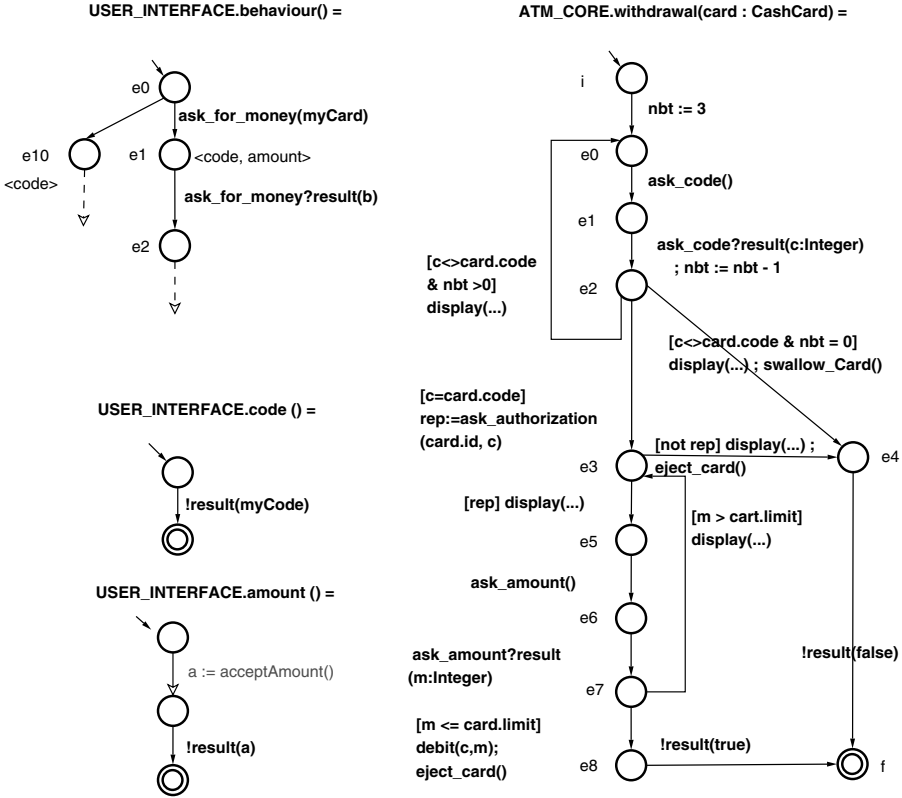 USER_INTERFACE.behaviour() =
e0
ask_for_money(myCard)
e10
e1
<code, amount>
<code>
ask_for_money?result(b)
e2
USER_INTERFACE.code () =
!result(myCode)
USER_INTERFACE.amount () =
a := acceptAmount()
!result(a)
ATM_CORE.withdrawal(card : CashCard) =
i
nbt := 3
e0
ask_code()
e1
ask_code?result(c:Integer)
; nbt := nbt - 1
[c<>card.code
& nbt >0]
display(...)
e2
[c<>card.code & nbt = 0]
display(...) ; swallow_Card()
[c=card.code]
rep:=ask_authorization
(card.id, c)
[not rep] display(...) ;
eject_card()
e3
e4
[rep] display(...)
[m > cart.limit]
display(...)
e5
ask_amount()
e6
ask_amount?result
(m:Integer)
!result(false)
e7
[m <= card.limit]
debit(c,m);
eject_card()
!result(true)
e8
f